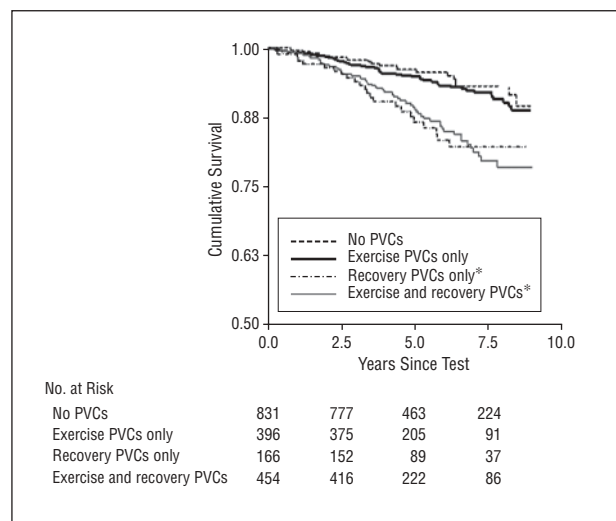 1.00
0.88
0.75
0.63
0.50
Cumulative Survival
No PVCs
Exercise PVCs only
Recovery PVCs only*
Exercise and recovery PVCs*
0.0 2.5 5.0 7.5 10.0
Years Since Test
No. at Risk
No PVCs 831 777 463 224
Exercise PVCs only 396 375 205 91
Recovery PVCs only 166 152 89 37
Exercise and recovery PVCs 454 416 222 86